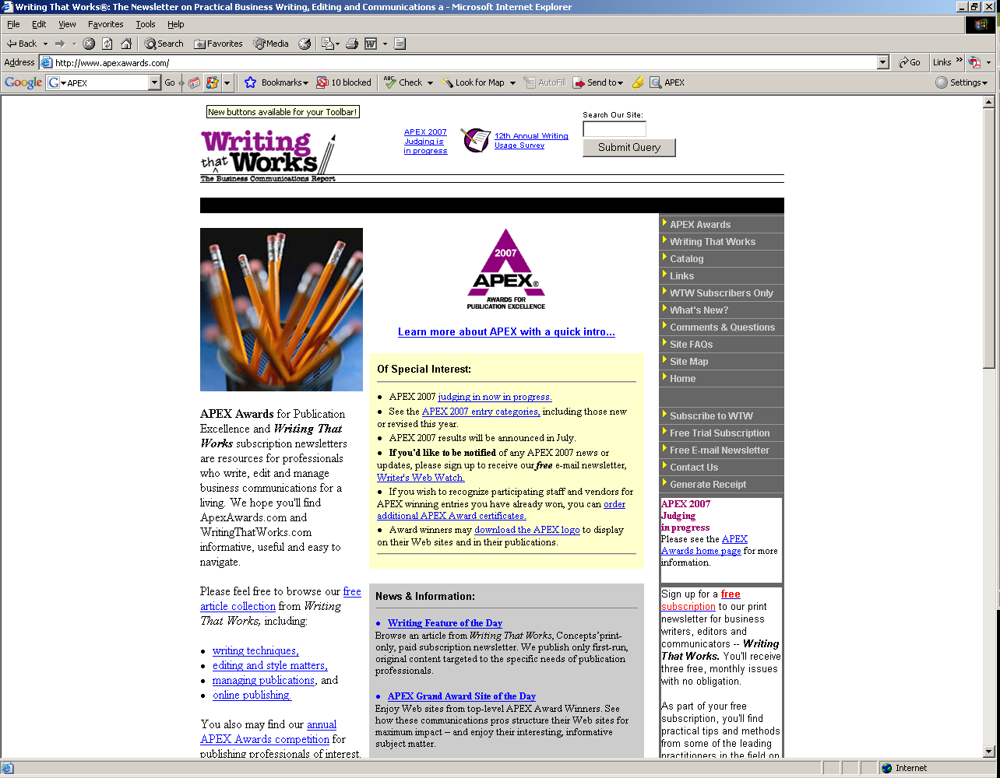 Writing That Works®: The Newsletter on Practical Business Writing, Editing and Communications a - Microsoft Internet Explorer
File Edit View Favorites Tools Help
Back Search Favorites Media
Address http://www.apexawards.com/ Go Links
Google APEX Go Bookmarks 10 blocked ABC Check Look for Map AutoFill Send to APEX Settings
New buttons available for your Toolbar!
Writing
that Works
The Business Communications Report
APEX 2007
Judging is
in progress
12th Annual Writing
Usage Survey
Search Our Site:
Submit Query
2007
APEX®
AWARDS FOR
PUBLICATION EXCELLENCE
Learn more about APEX with a quick intro...
APEX Awards for Publication
Excellence and Writing That
Works subscription newsletters
are resources for professionals
who write, edit and manage
business communications for a
living. We hope you'll find
ApexAwards.com and
WritingThatWorks.com
informative, useful and easy to
navigate.
Please feel free to browse our free
article collection from Writing
That Works, including:
• writing techniques,
• editing and style matters,
• managing publications, and
• online publishing.
You also may find our annual
APEX Awards competition for
publishing professionals of interest.
Of Special Interest:
• APEX 2007 judging in now in progress.
• See the APEX 2007 entry categories, including those new
or revised this year.
• APEX 2007 results will be announced in July.
• If you'd like to be notified of any APEX 2007 news or
updates, please sign up to receive our free e-mail newsletter,
Writer's Web Watch.
• If you wish to recognize participating staff and vendors for
APEX winning entries you have already won, you can order
additional APEX Award certificates.
• Award winners may download the APEX logo to display
on their Web sites and in their publications.
News & Information:
• Writing Feature of the Day
Browse an article from Writing That Works, Concepts' print-
only, paid subscription newsletter. We publish only first-run,
original content targeted to the specific needs of publication
professionals.
• APEX Grand Award Site of the Day
Enjoy Web sites from top-level APEX Award Winners. See
how these communications pros structure their Web sites for
maximum impact – and enjoy their interesting, informative
subject matter.
APEX Awards
Writing That Works
Catalog
Links
WTW Subscribers Only
What's New?
Comments & Questions
Site FAQs
Site Map
Home
Subscribe to WTW
Free Trial Subscription
Free E-mail Newsletter
Contact Us
Generate Receipt
APEX 2007
Judging
in progress
Please see the APEX
Awards home page for more
information.
Sign up for a free
subscription to our print
newsletter for business
writers, editors and
communicators -- Writing
That Works. You'll receive
three free, monthly issues
with no obligation.
As part of your free
subscription, you'll find
practical tips and methods
from some of the leading
practitioners in the field on
Internet